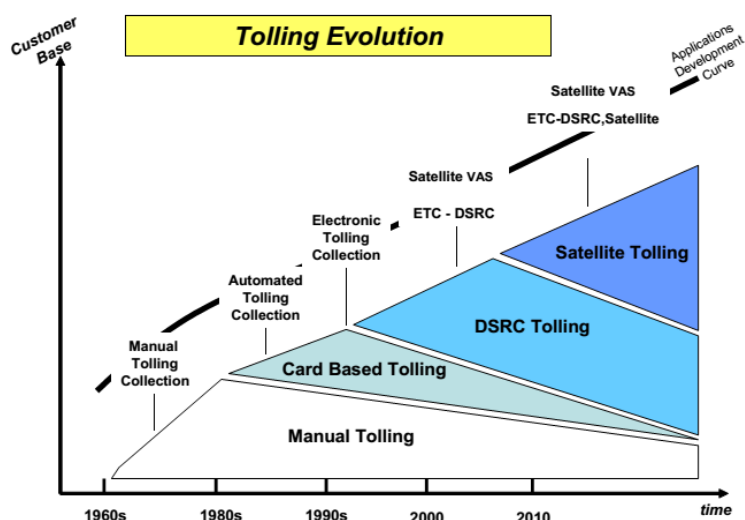 Customer
Base
Tolling Evolution
Applications
Development
Curve
Satellite VAS
ETC-DSRC,Satellite
Satellite VAS
ETC - DSRC
Electronic
Tolling
Collection
Automated
Tolling
Collection
Manual
Tolling
Collection
Satellite Tolling
DSRC Tolling
Card Based Tolling
Manual Tolling
1960s 1980s 1990s 2000 2010 time